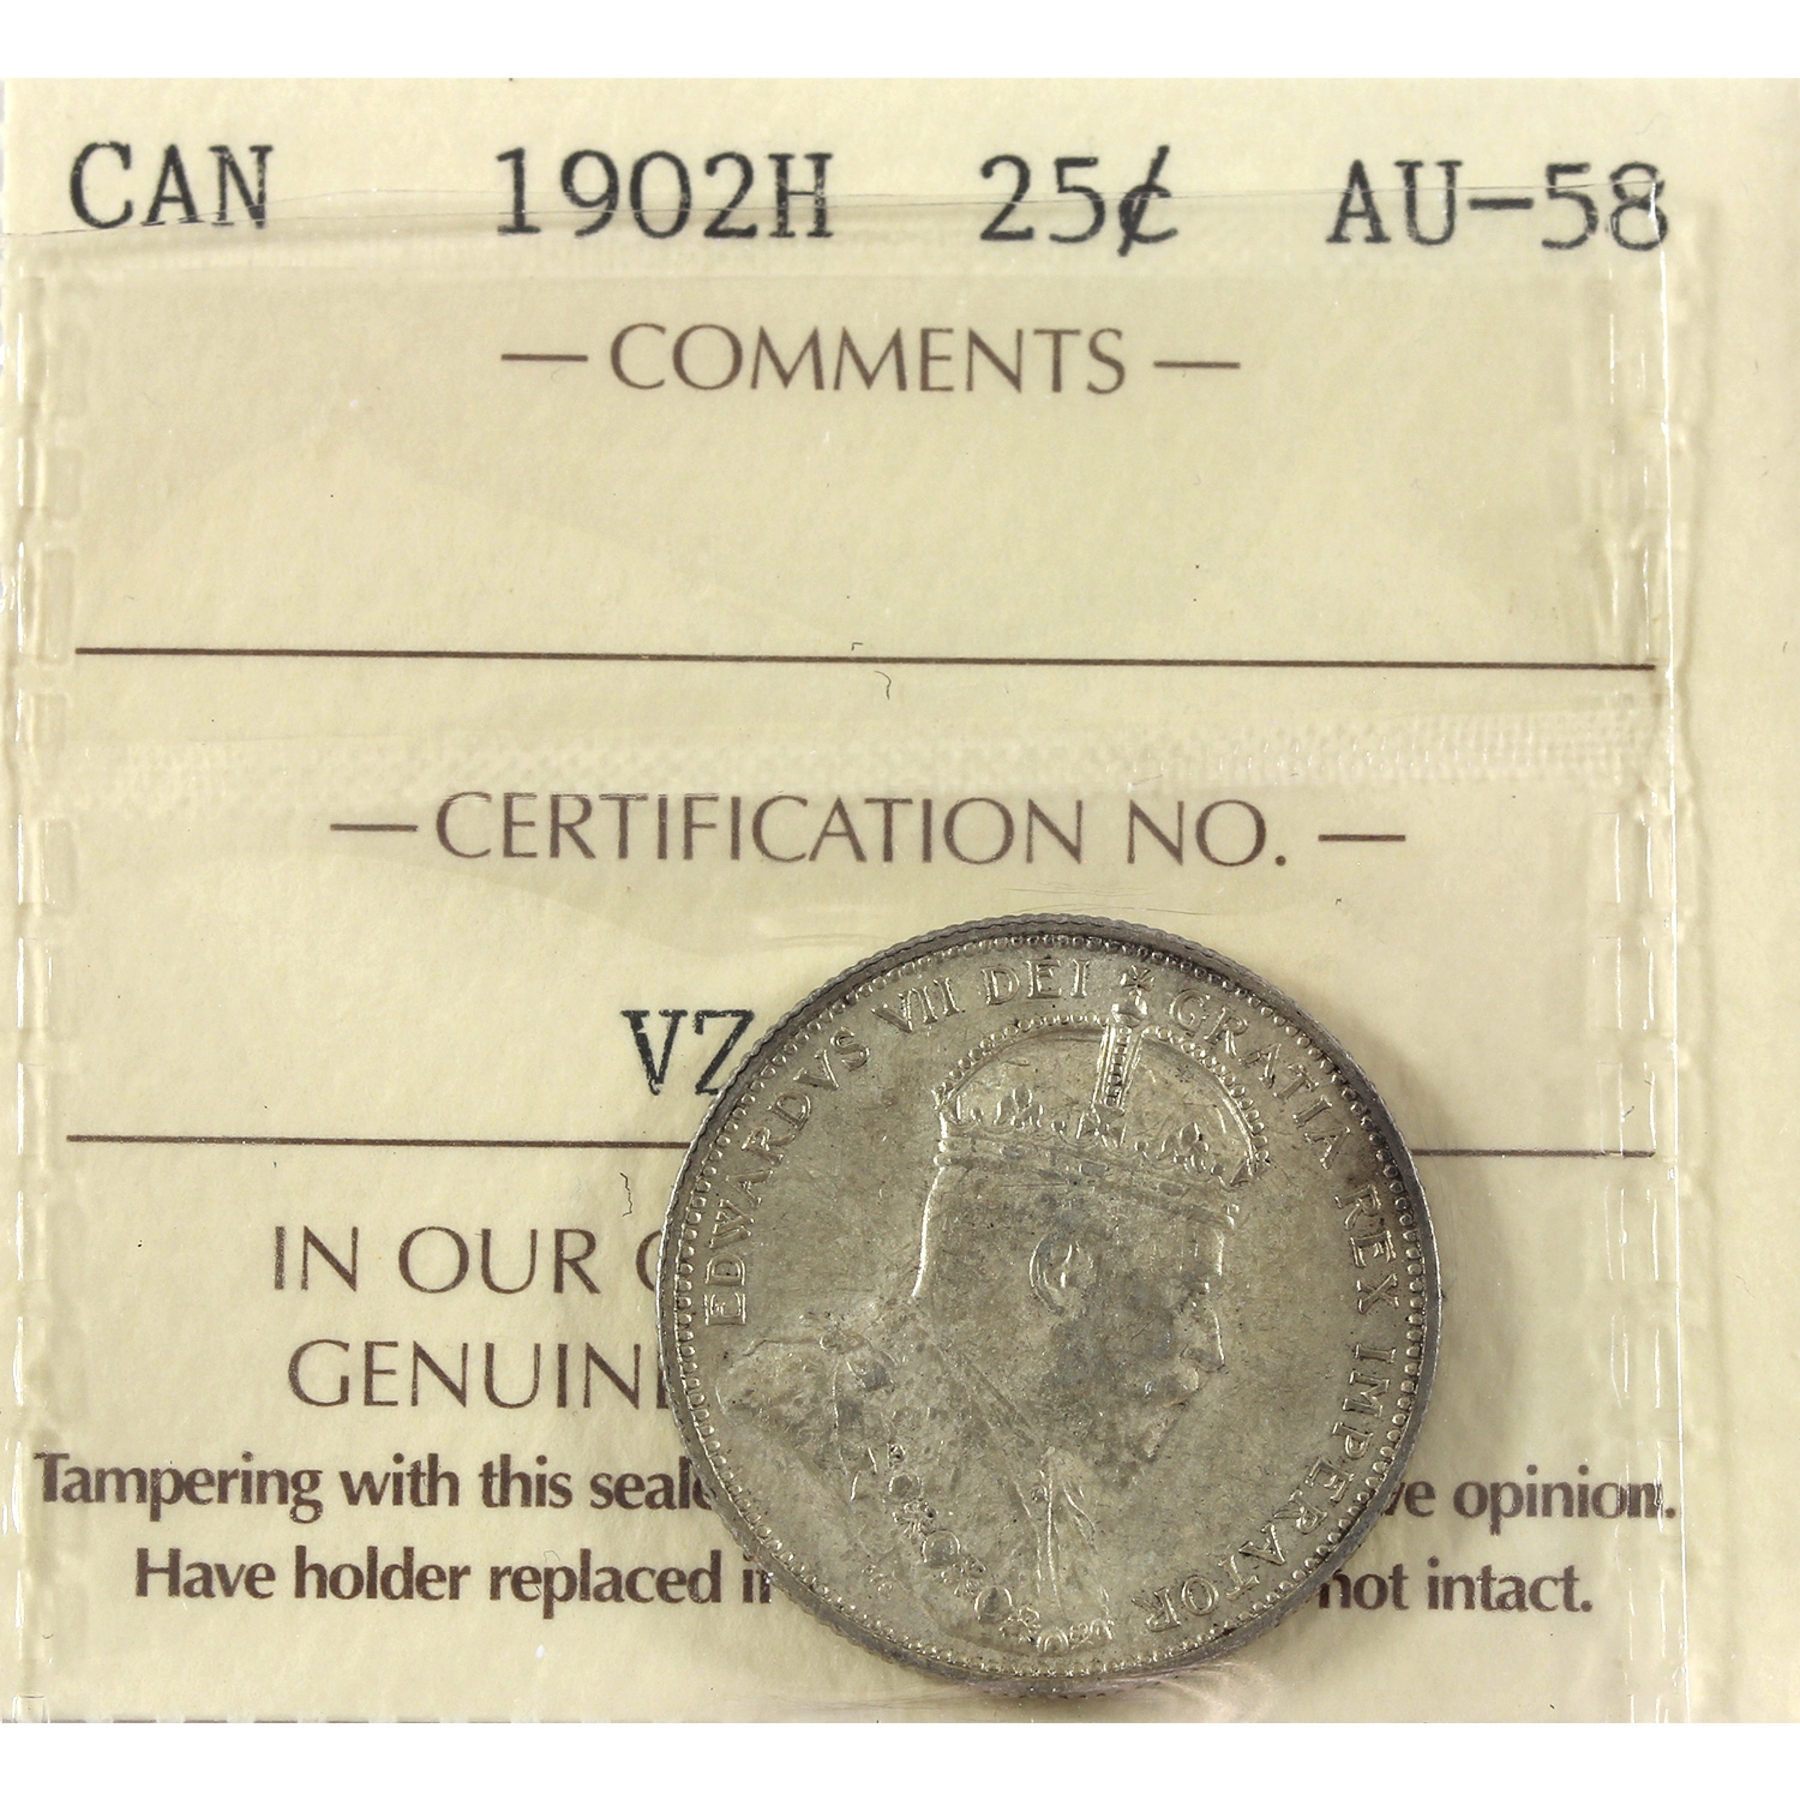 CAN 1902H 25¢ AU-58
— COMMENTS —
— CERTIFICATION NO. —
VZ
EDWARDVS VII DEI GRATIA REX IMPERATOR
IN OUR
GENUIN
Tampering with this seale ve opinion.
Have holder replaced i not intact.